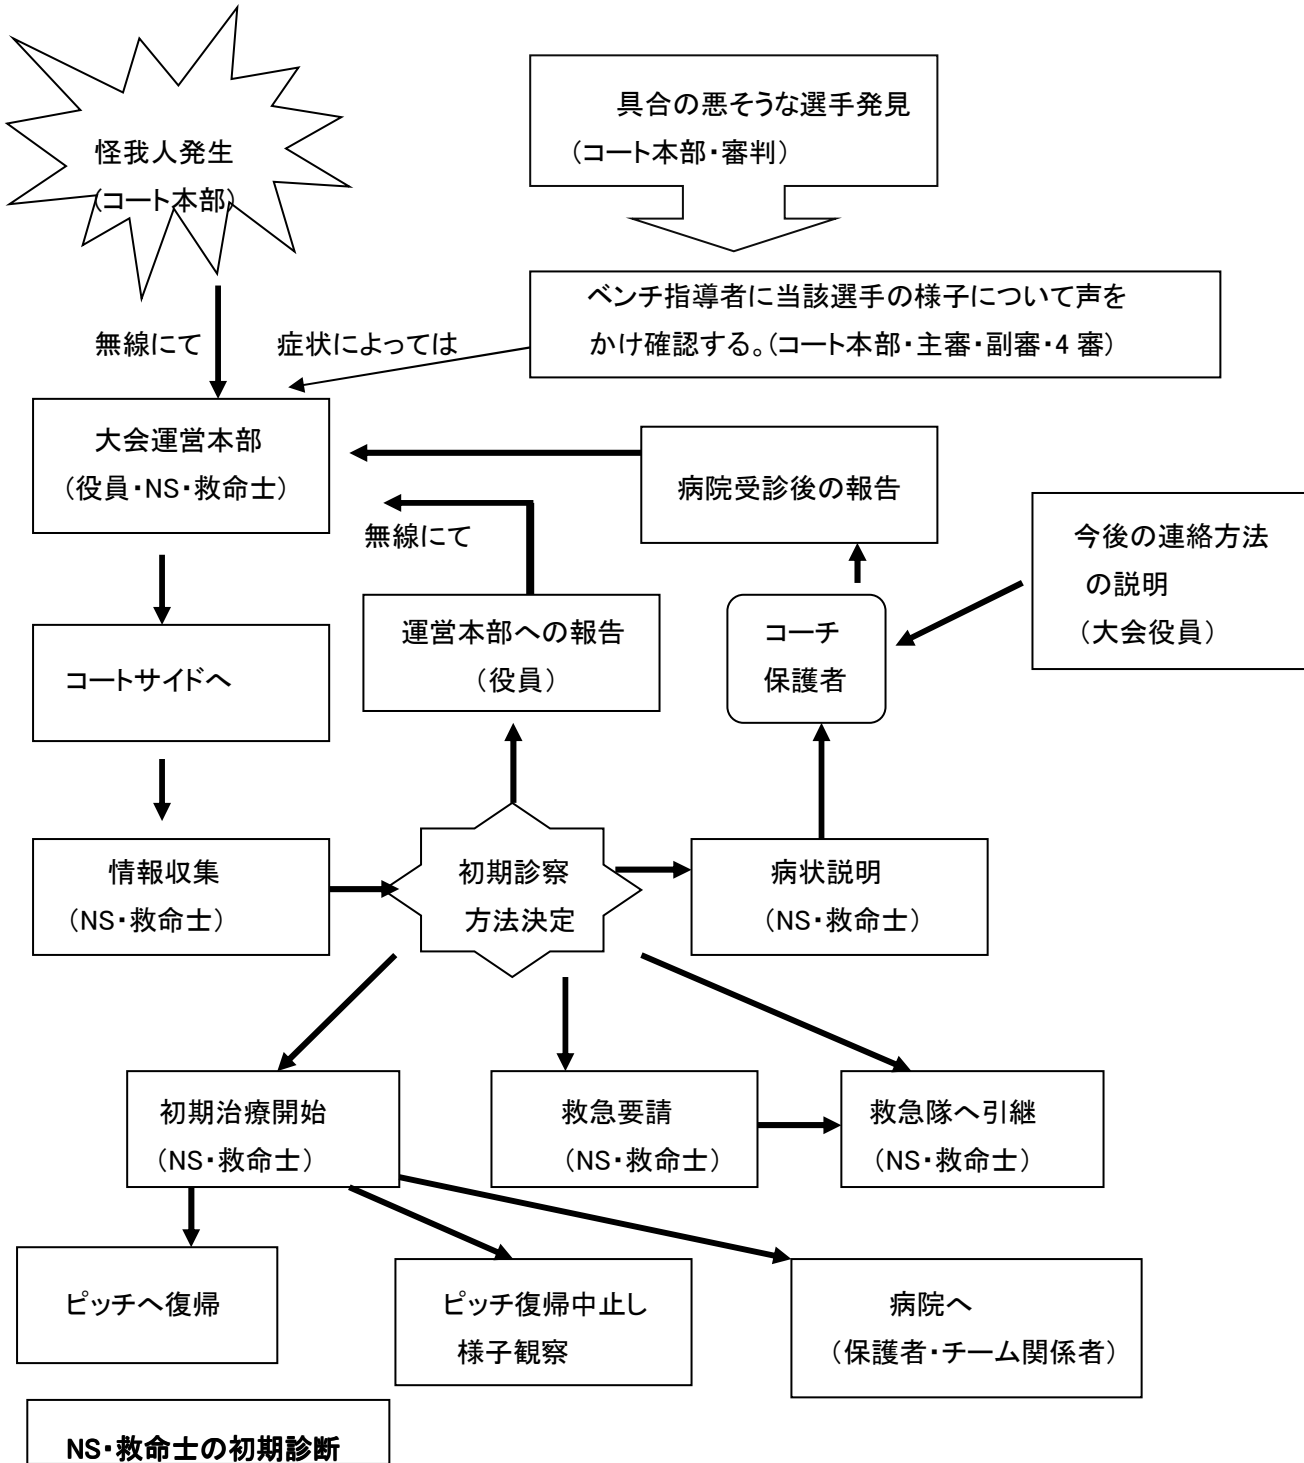 怪我人発生
(コート本部)
具合の悪そうな選手発見
(コート本部・審判)
ベンチ指導者に当該選手の様子について声を
かけ確認する。(コート本部・主審・副審・4 審)
無線にて
症状によっては
大会運営本部
(役員・NS・救命士)
病院受診後の報告
無線にて
今後の連絡方法
の説明
(大会役員)
コートサイドへ
運営本部への報告
(役員)
コーチ
保護者
情報収集
(NS・救命士)
初期診察
方法決定
病状説明
(NS・救命士)
初期治療開始
(NS・救命士)
救急要請
(NS・救命士)
救急隊へ引継
(NS・救命士)
ピッチへ復帰
ピッチ復帰中止し
様子観察
病院へ
(保護者・チーム関係者)
NS・救命士の初期診断